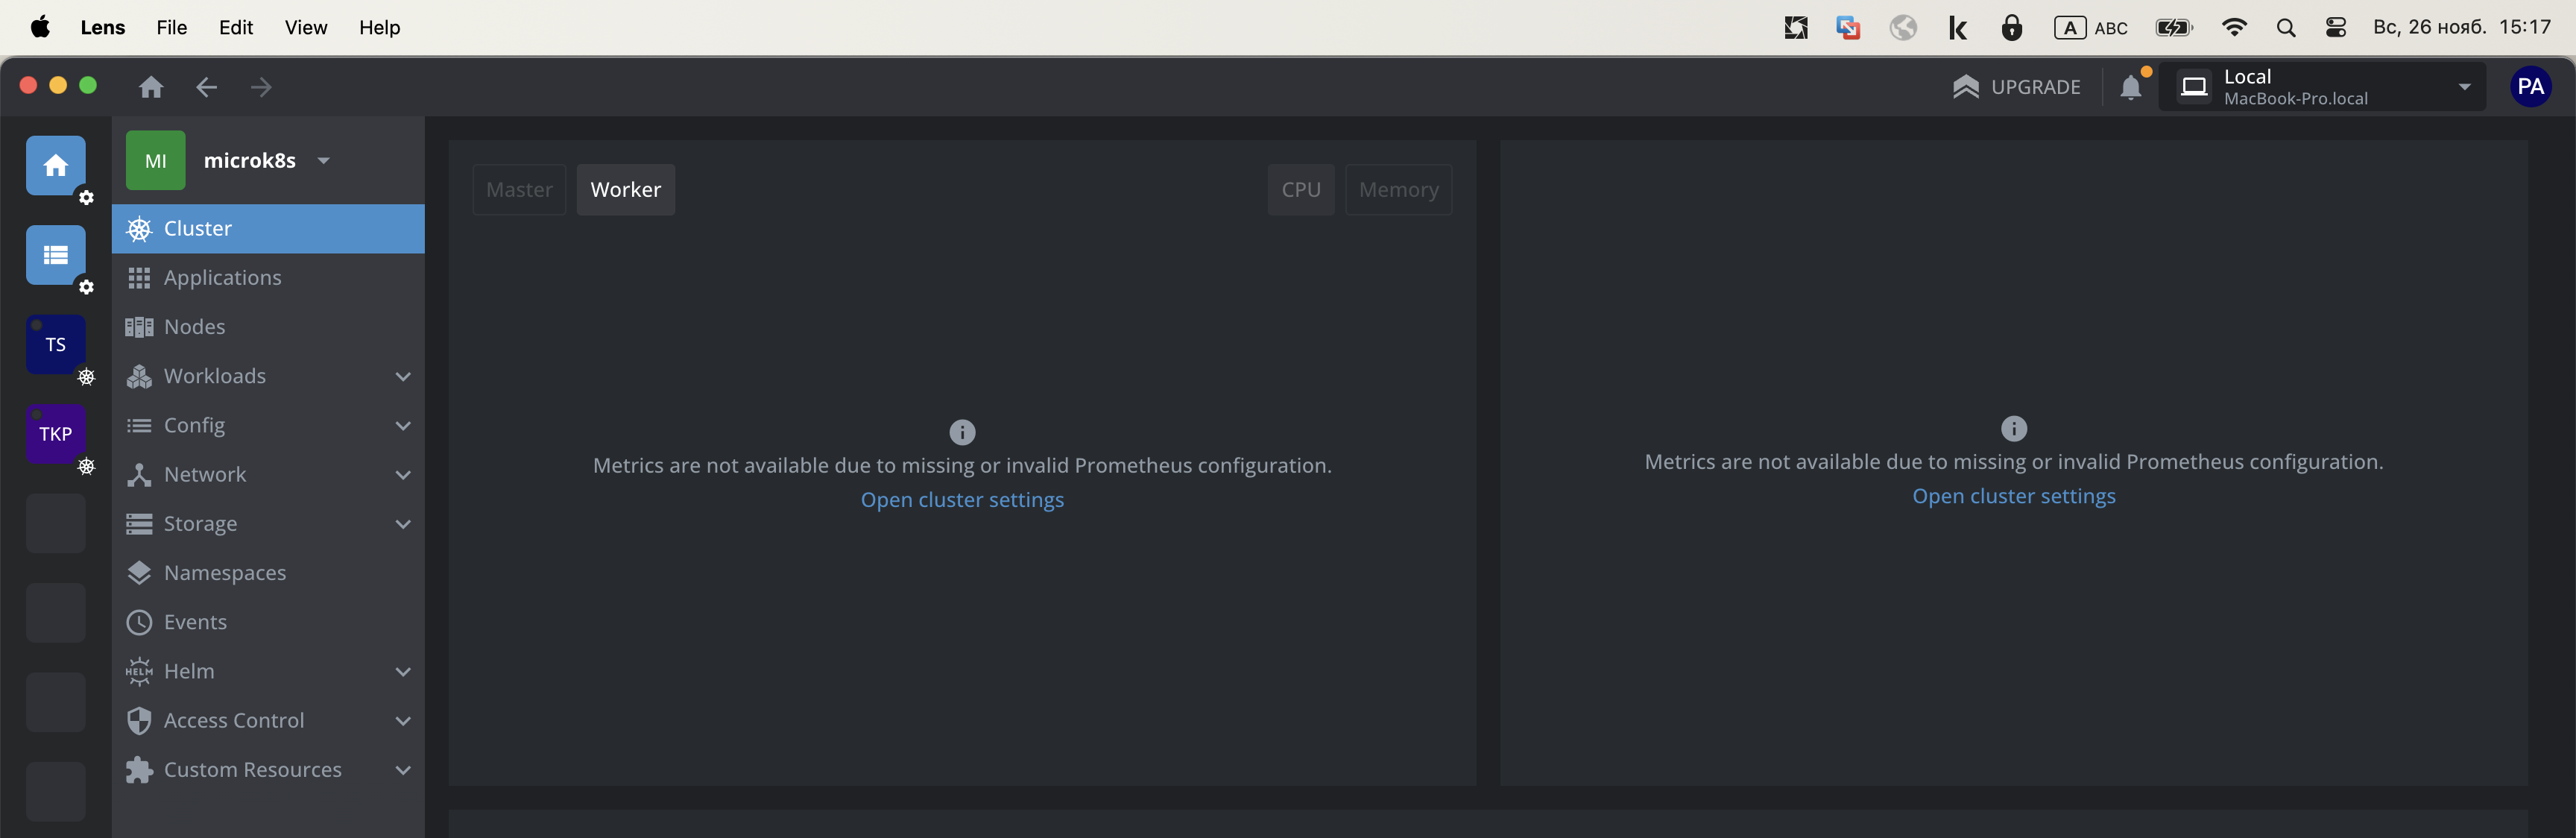 Lens File Edit View Help
A ABC Вс, 26 нояб. 15:17
UPGRADE
Local
MacBook-Pro.local
PA
MI microk8s
TS
TKP
Cluster
Applications
Nodes
Workloads
Config
Network
Storage
Namespaces
Events
HELM Helm
Access Control
Custom Resources
Master Worker CPU Memory
Metrics are not available due to missing or invalid Prometheus configuration.
Open cluster settings
Metrics are not available due to missing or invalid Prometheus configuration.
Open cluster settings